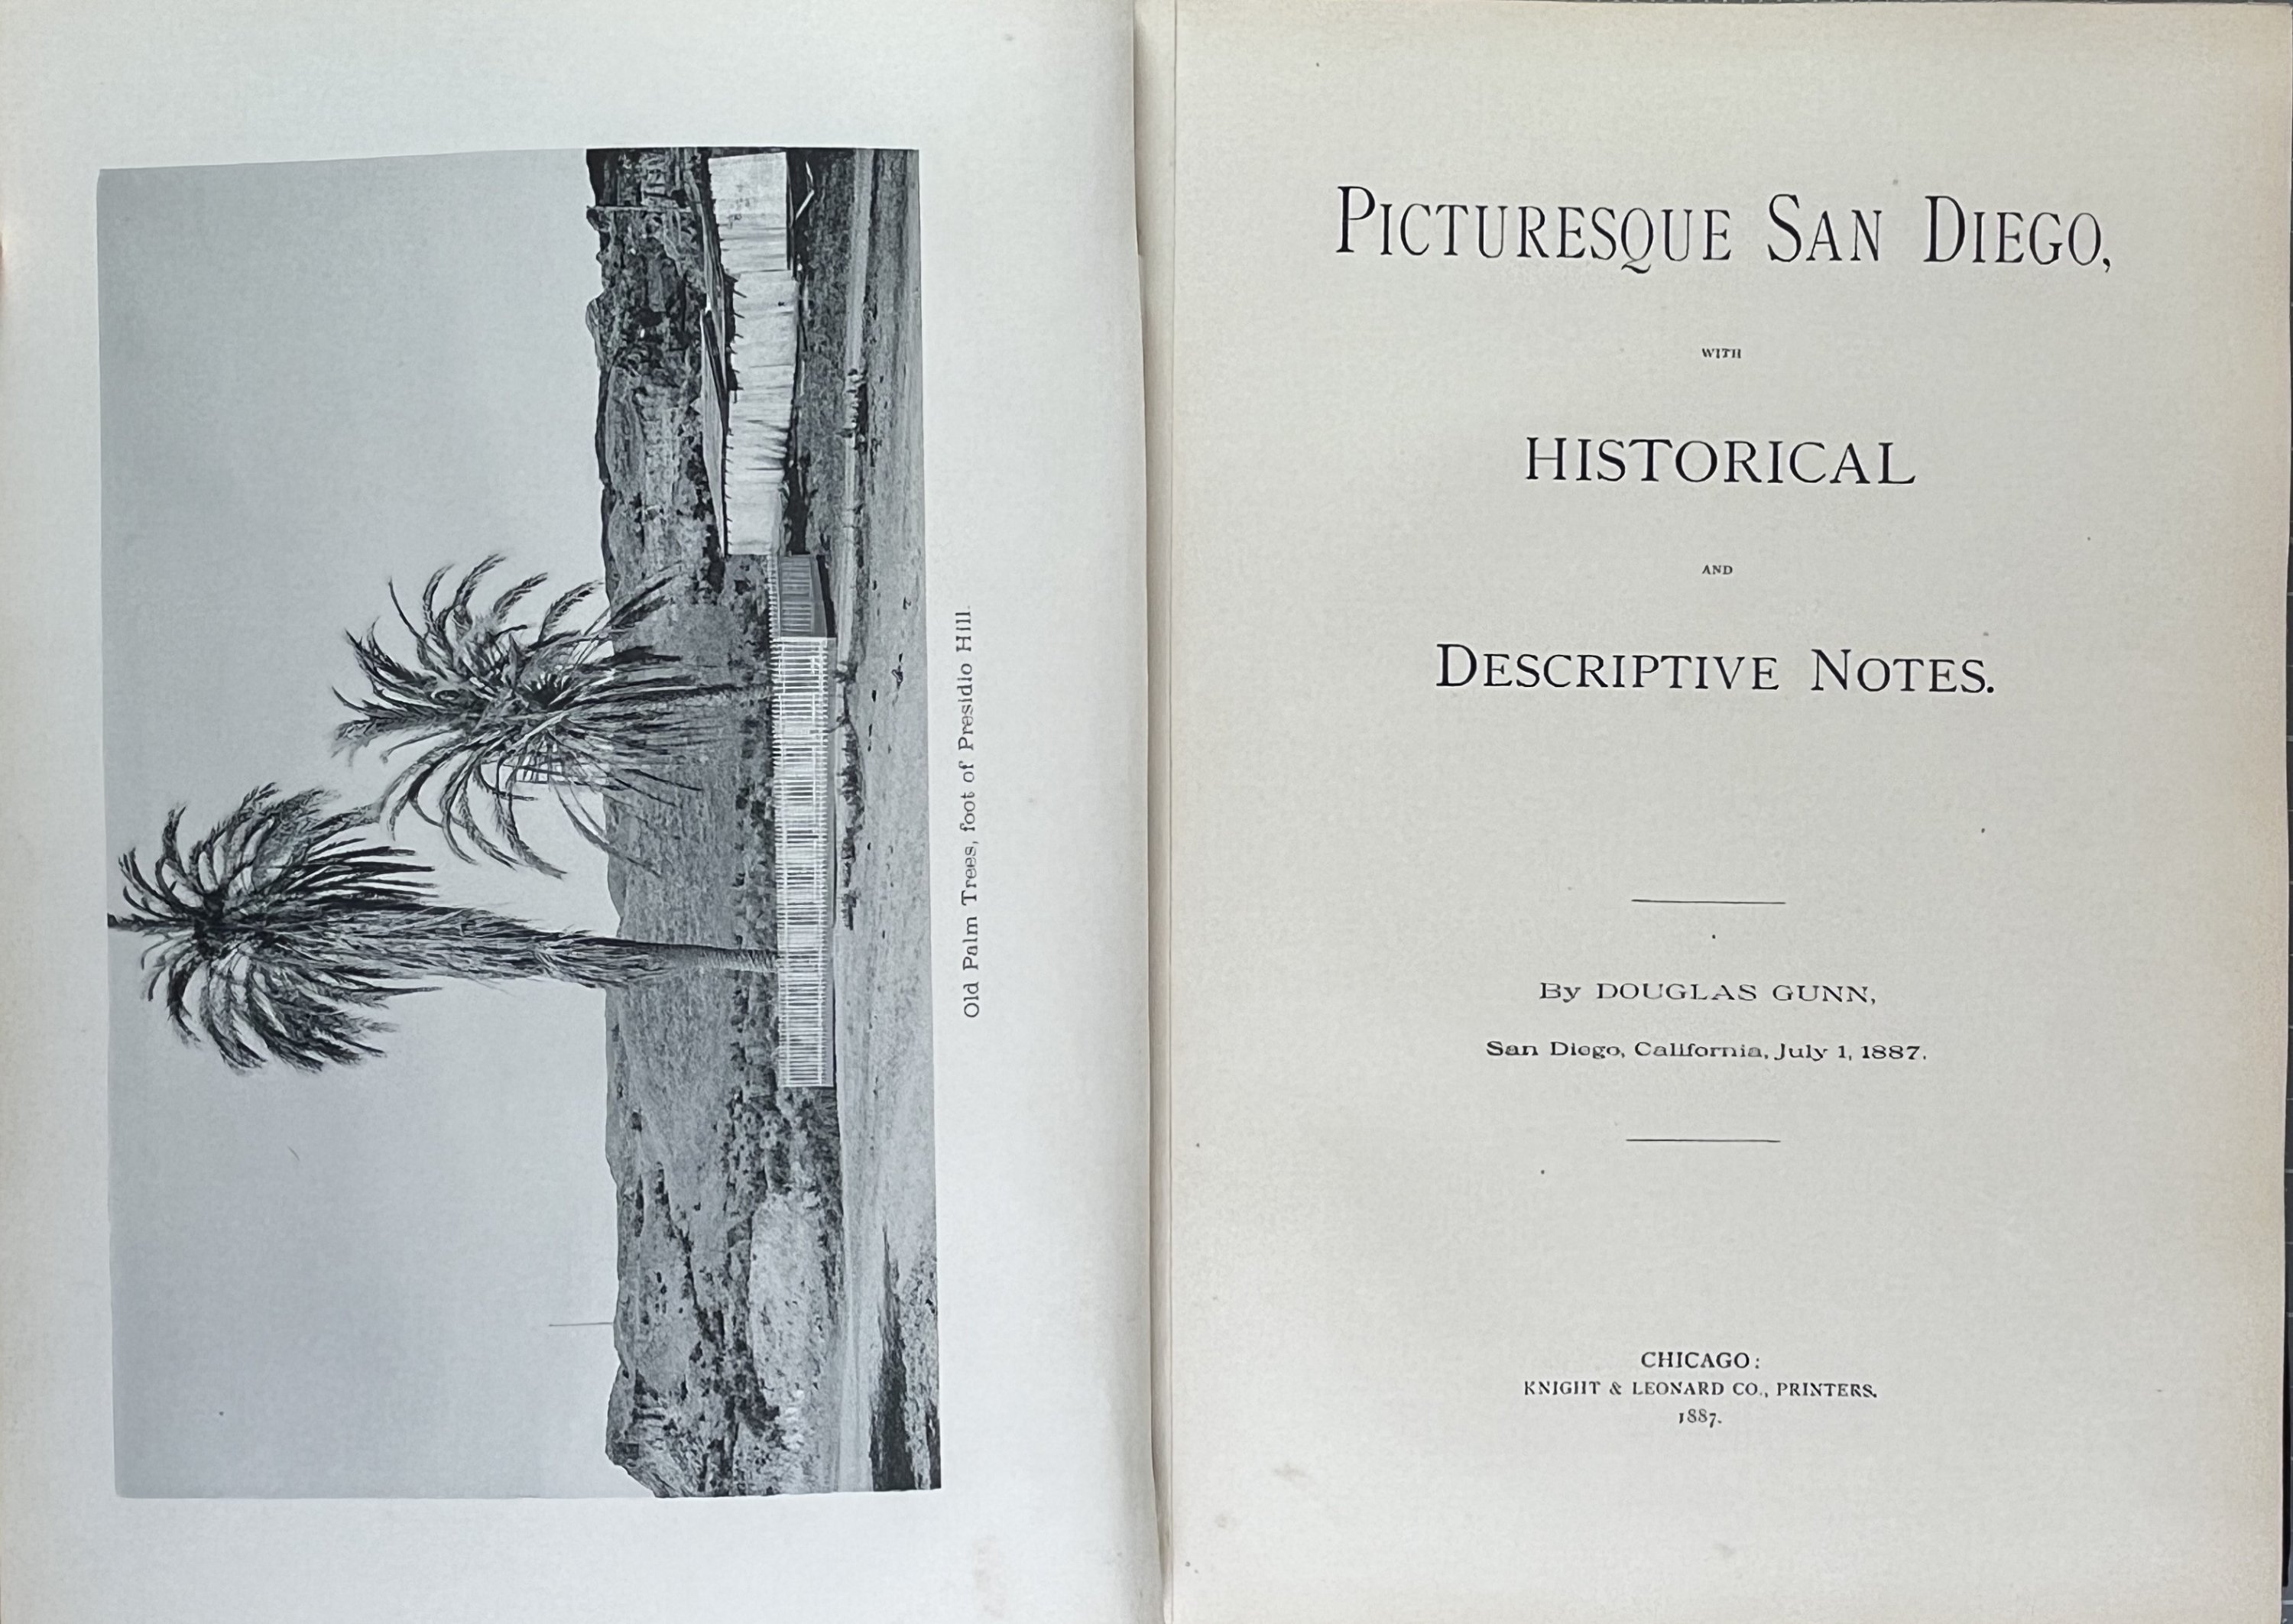 Old Palm Trees, foot of Presidio Hill.
PICTURESQUE SAN DIEGO,
WITH
HISTORICAL
AND
DESCRIPTIVE NOTES.
By DOUGLAS GUNN,
San Diego, California, July 1, 1887.
CHICAGO:
KNIGHT & LEONARD CO., PRINTERS.
1887.